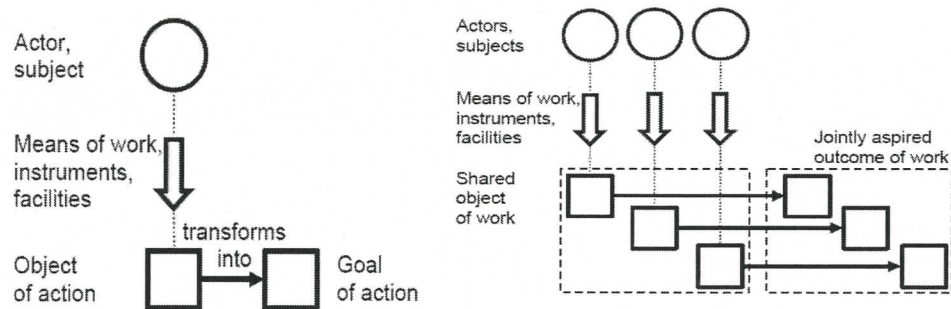 Actor,
subject
Means of work,
instruments,
facilities
transforms
into
Object
of action
Goal
of action
Actors,
subjects
Means of work,
instruments,
facilities
Jointly aspired
outcome of work
Shared
object
of work